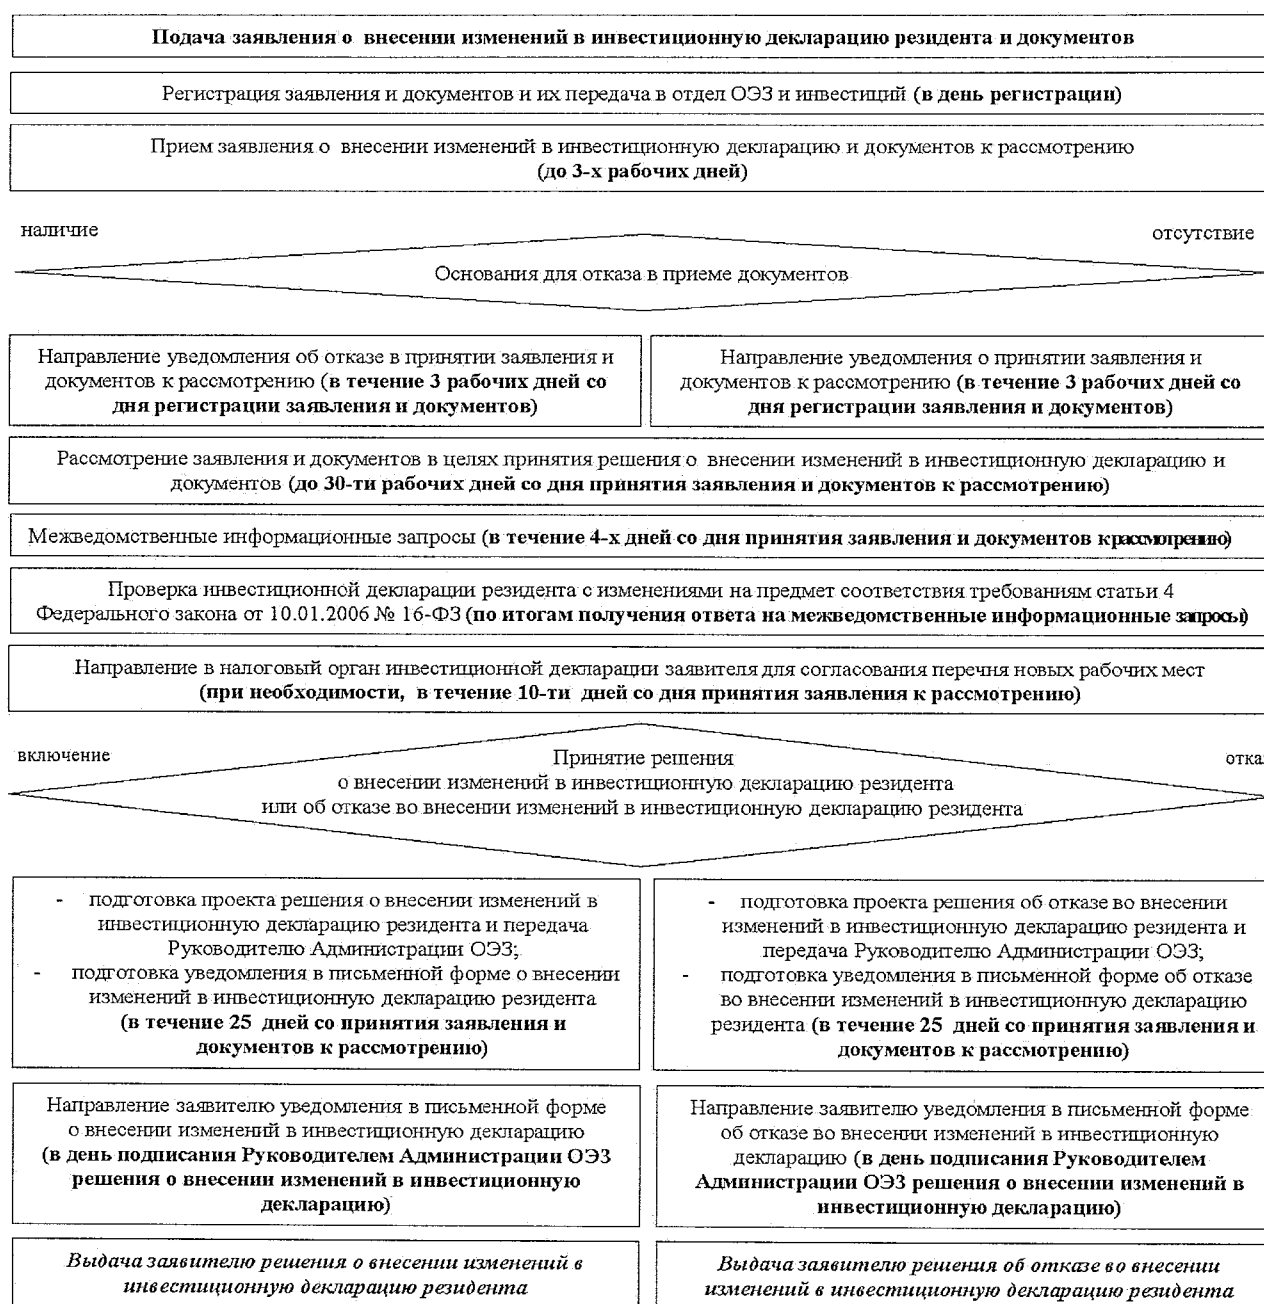 Подача заявления о внесении изменений в инвестиционную декларацию резидента и документов
Регистрация заявления и документов и их передача в отдел ОЭЗ и инвестиций (в день регистрации)
Прием заявления о внесении изменений в инвестиционную декларацию и документов к рассмотрению
(до 3-х рабочих дней)
наличие
отсутствие
Основания для отказа в приеме документов
Направление уведомления об отказе в принятии заявления и
документов к рассмотрению (в течение 3 рабочих дней со
дня регистрации заявления и документов)
Направление уведомления о принятии заявления и
документов к рассмотрению (в течение 3 рабочих дней со
дня регистрации заявления и документов)
Рассмотрение заявления и документов в целях принятия решения о внесении изменений в инвестиционную декларацию и
документов (до 30-ти рабочих дней со дня принятия заявления и документов к рассмотрению)
Межведомственные информационные запросы (в течение 4-х дней со дня принятия заявления и документов к рассмотрению)
Проверка инвестиционной декларации резидента с изменениями на предмет соответствия требованиям статьи 4
Федерального закона от 10.01.2006 № 16-ФЗ (по итогам получения ответа на межведомственные информационные запросы)
Направление в налоговый орган инвестиционной декларации заявителя для согласования перечня новых рабочих мест
(при необходимости, в течение 10-ти дней со дня принятия заявления к рассмотрению)
включение
отказ
Принятие решения
о внесении изменений в инвестиционную декларацию резидента
или об отказе во внесении изменений в инвестиционную декларацию резидента
- подготовка проекта решения о внесении изменений в
инвестиционную декларацию резидента и передача
Руководителю Администрации ОЭЗ;
- подготовка уведомления в письменной форме о внесении
изменений в инвестиционную декларацию резидента
(в течение 25 дней со принятия заявления и
документов к рассмотрению)
- подготовка проекта решения об отказе во внесении
изменений в инвестиционную декларацию резидента и
передача Руководителю Администрации ОЭЗ;
- подготовка уведомления в письменной форме об отказе
во внесении изменений в инвестиционную декларацию
резидента (в течение 25 дней со принятия заявления и
документов к рассмотрению)
Направление заявителю уведомления в письменной форме
о внесении изменений в инвестиционную декларацию
(в день подписания Руководителем Администрации ОЭЗ
решения о внесении изменений в инвестиционную
декларацию)
Направление заявителю уведомления в письменной форме
об отказе во внесении изменений в инвестиционную
декларацию (в день подписания Руководителем
Администрации ОЭЗ решения о внесении изменений в
инвестиционную декларацию)
Выдача заявителю решения о внесении изменений в
инвестиционную декларацию резидента
Выдача заявителю решения об отказе во внесении
изменений в инвестиционную декларацию резидента